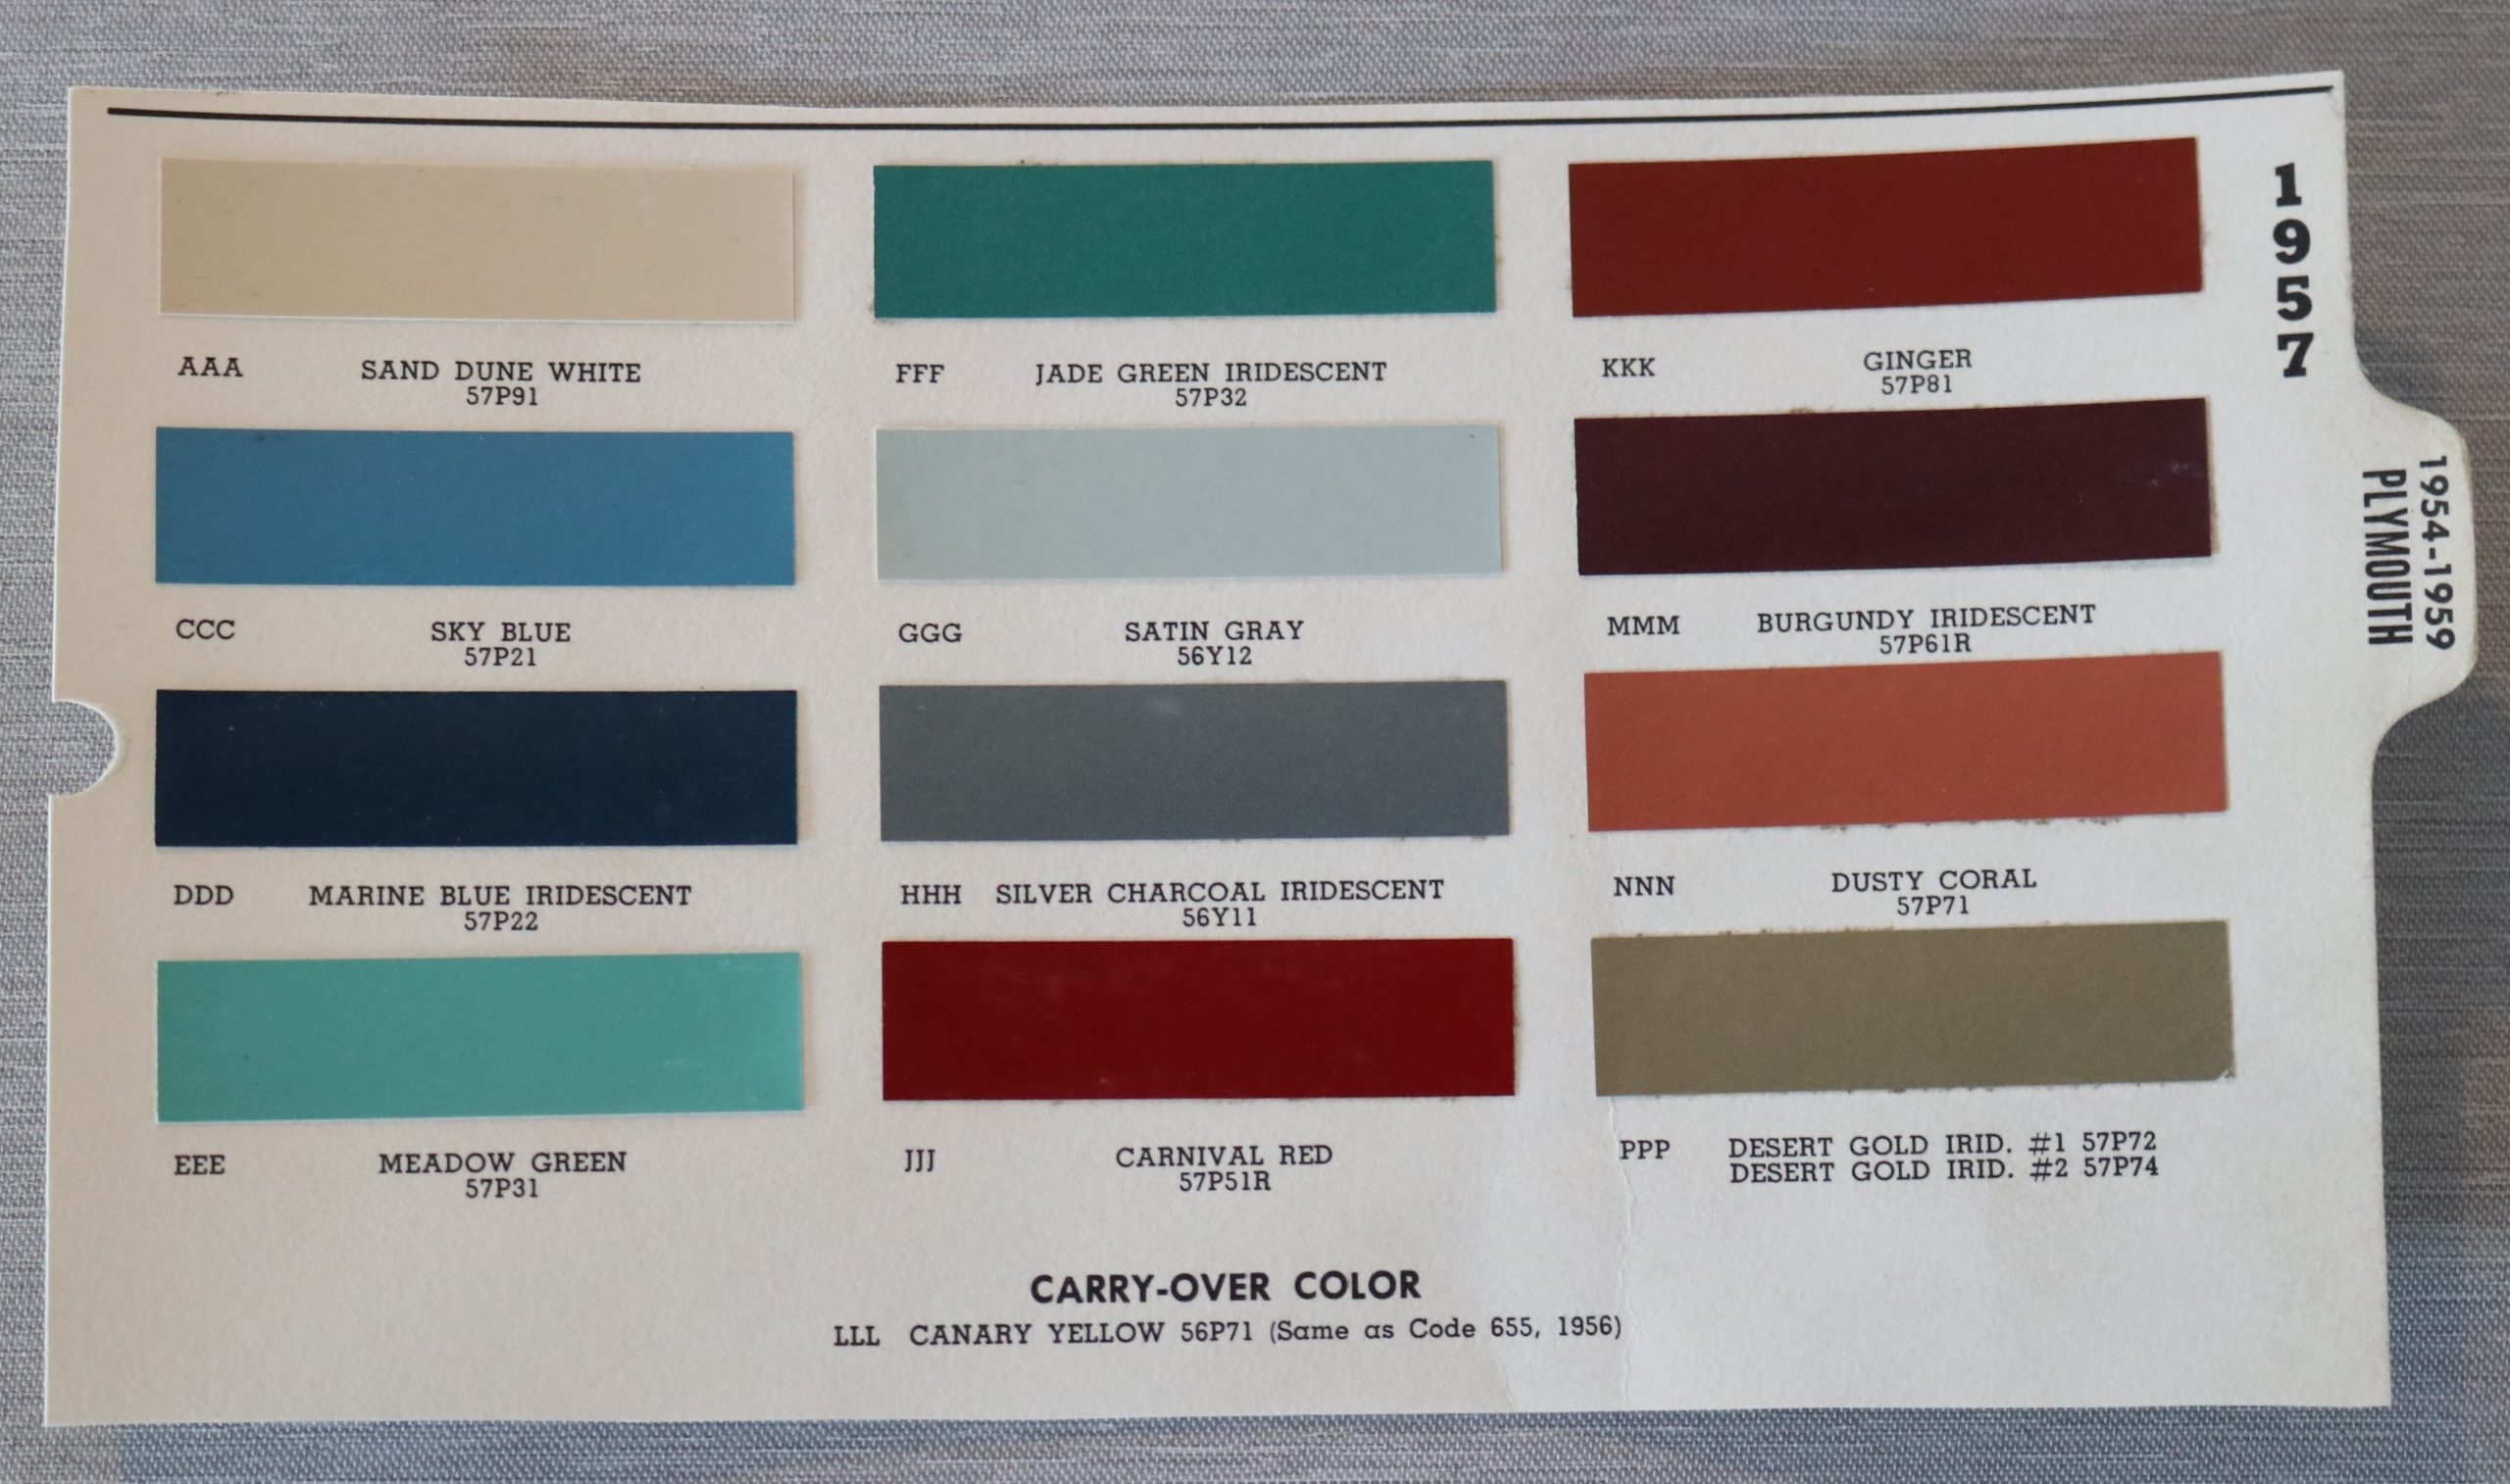 AAA SAND DUNE WHITE
57P91
FFF JADE GREEN IRIDESCENT
57P32
KKK GINGER
57P81
CCC SKY BLUE
57P21
GGG SATIN GRAY
56Y12
MMM BURGUNDY IRIDESCENT
57P61R
DDD MARINE BLUE IRIDESCENT
57P22
HHH SILVER CHARCOAL IRIDESCENT
56Y11
NNN DUSTY CORAL
57P71
EEE MEADOW GREEN
57P31
JJJ CARNIVAL RED
57P51R
PPP DESERT GOLD IRID. #1 57P72
DESERT GOLD IRID. #2 57P74
CARRY-OVER COLOR
LLL CANARY YELLOW 56P71 (Same as Code 655, 1956)
1957
1954-1959
PLYMOUTH